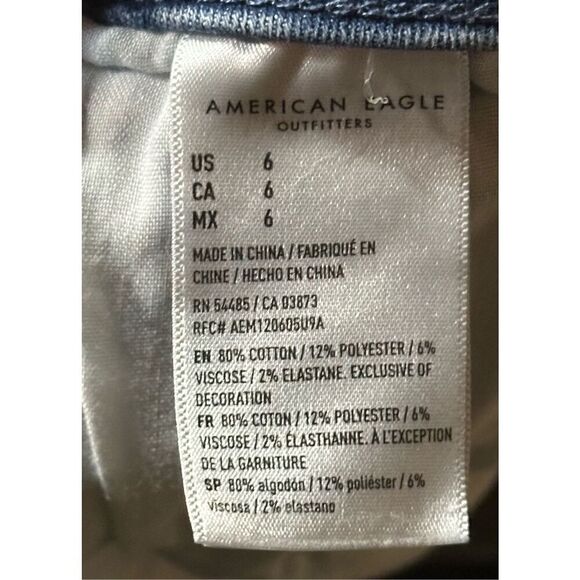 AMERICAN EAGLE
OUTFITTERS
US 6
CA 6
MX 6
MADE IN CHINA / FABRIQUÉ EN
CHINE / HECHO EN CHINA
RN 54485 / CA 03873
RFC# AEM120605U9A
EN 80% COTTON / 12% POLYESTER / 6%
VISCOSE / 2% ELASTANE. EXCLUSIVE OF
DECORATION
FR 80% COTON / 12% POLYESTER / 6%
VISCOSE / 2% ÉLASTHANNE. À L'EXCEPTION
DE LA GARNITURE
SP 80% algodón / 12% poliéster / 6%
viscosa / 2% elastano